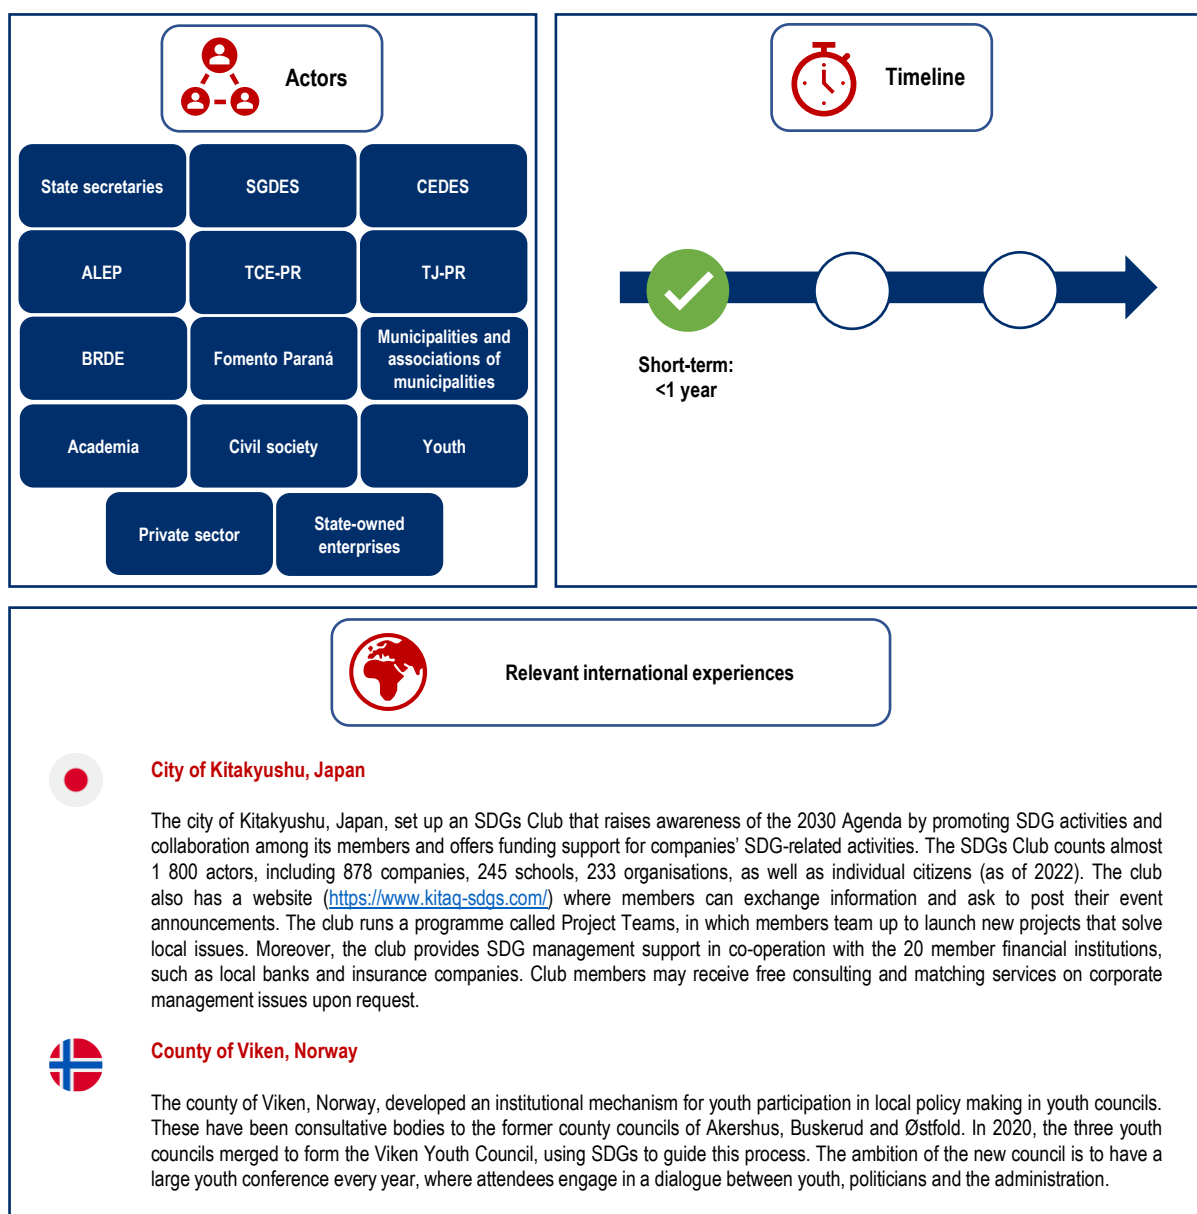 Actors
State secretaries
SGDES
CEDES
ALEP
TCE-PR
TJ-PR
BRDE
Fomento Paraná
Municipalities and
associations of
municipalities
Academia
Civil society
Youth
Private sector
State-owned
enterprises
Timeline
Short-term:
<1 year
Relevant international experiences
City of Kitakyushu, Japan
The city of Kitakyushu, Japan, set up an SDGs Club that raises awareness of the 2030 Agenda by promoting SDG activities and
collaboration among its members and offers funding support for companies’ SDG-related activities. The SDGs Club counts almost
1 800 actors, including 878 companies, 245 schools, 233 organisations, as well as individual citizens (as of 2022). The club
also has a website (https://www.kitaq-sdgs.com/) where members can exchange information and ask to post their event
announcements. The club runs a programme called Project Teams, in which members team up to launch new projects that solve
local issues. Moreover, the club provides SDG management support in co-operation with the 20 member financial institutions,
such as local banks and insurance companies. Club members may receive free consulting and matching services on corporate
management issues upon request.
County of Viken, Norway
The county of Viken, Norway, developed an institutional mechanism for youth participation in local policy making in youth councils.
These have been consultative bodies to the former county councils of Akershus, Buskerud and Østfold. In 2020, the three youth
councils merged to form the Viken Youth Council, using SDGs to guide this process. The ambition of the new council is to have a
large youth conference every year, where attendees engage in a dialogue between youth, politicians and the administration.